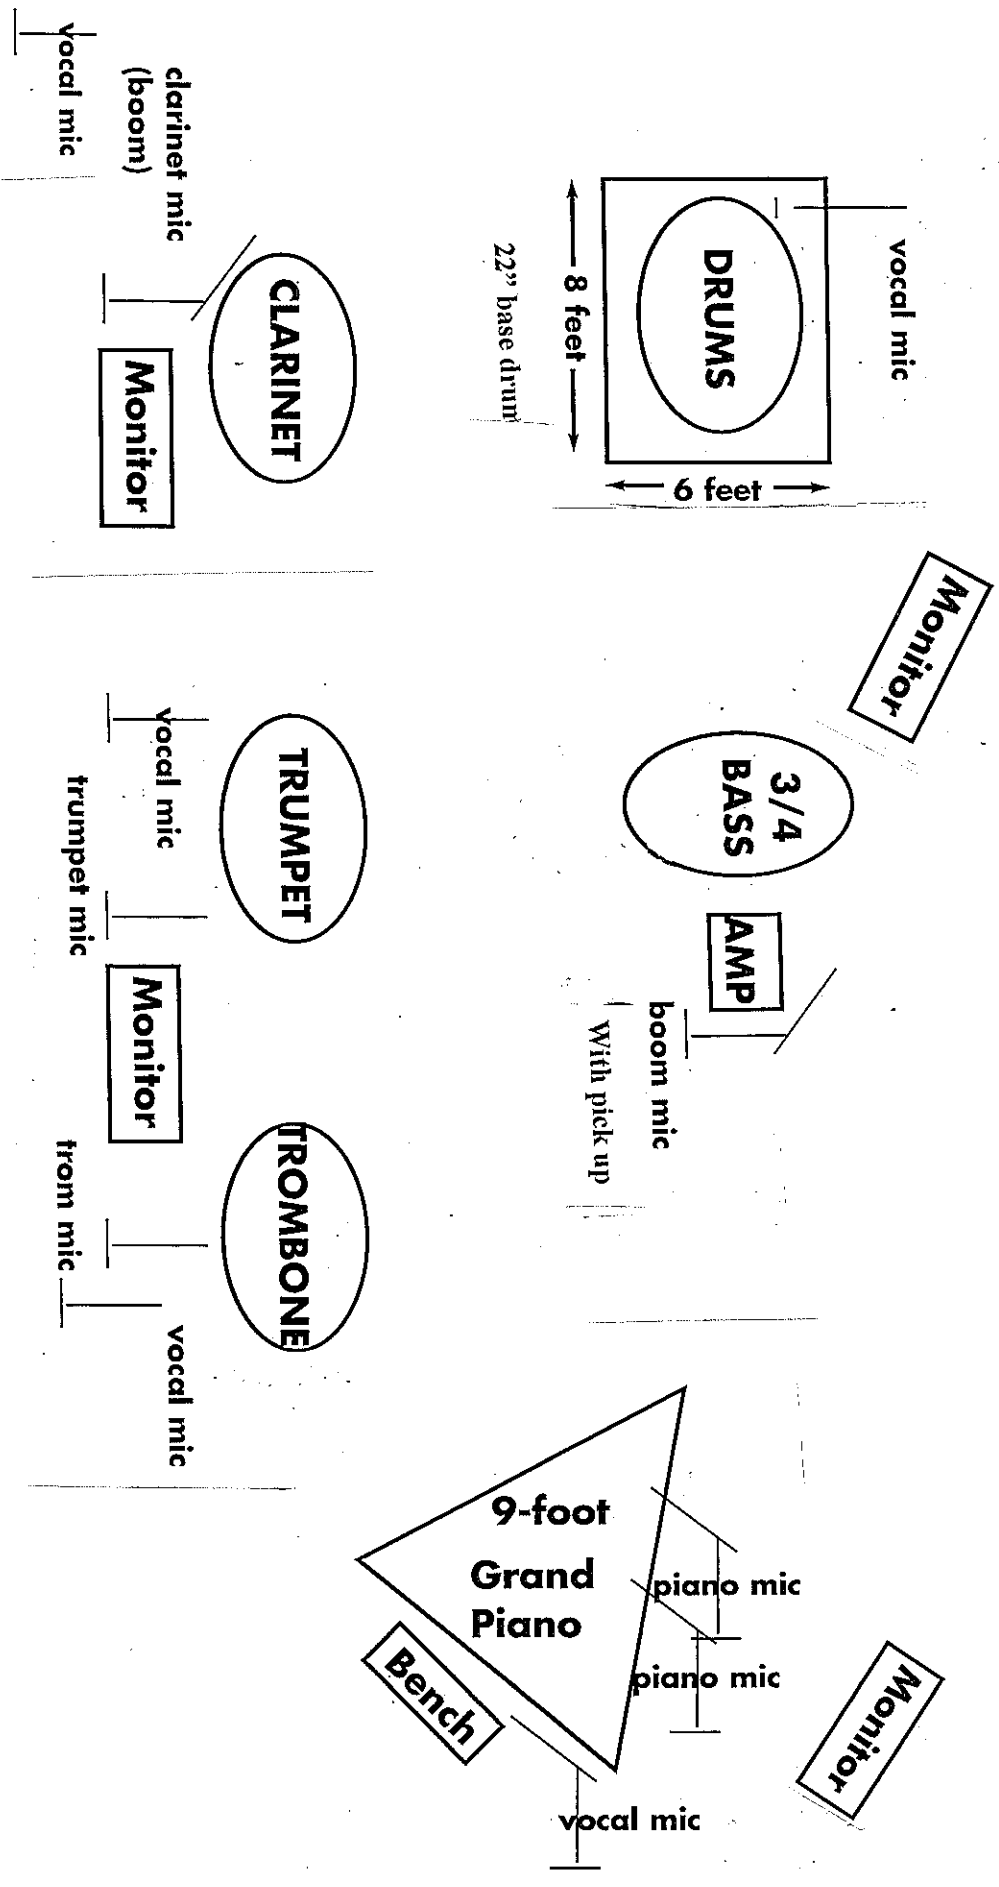 vocal mic
clarinet mic
(boom)
CLARINET
Monitor
DRUMS
vocal mic
8 feet
22” base drum
6 feet
Monitor
vocal mic
trumpet mic
TRUMPET
Monitor
3/4
BASS
AMP
boom mic
With pick up
TROMBONE
trom mic
vocal mic
9-foot
Grand
Piano
piano mic
piano mic
Bench
vocal mic
Monitor